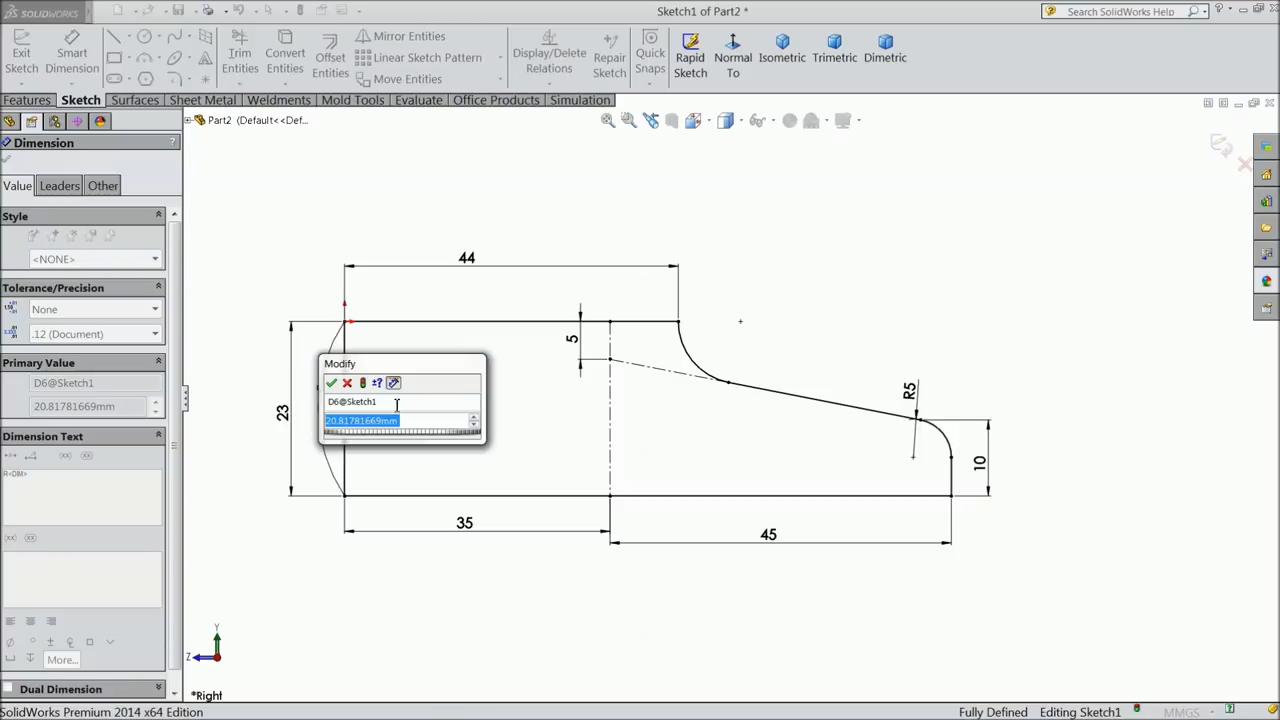 SOLIDWORKS
Sketch1 of Part2 *
Search SolidWorks Help
Exit Sketch
Smart Dimension
Trim Entities
Convert Entities
Offset Entities
Mirror Entities
Linear Sketch Pattern
Move Entities
Display/Delete Relations
Repair Sketch
Quick Snaps
Rapid Sketch
Normal To
Isometric
Trimetric
Dimetric
Features
Sketch
Surfaces
Sheet Metal
Weldments
Mold Tools
Evaluate
Office Products
Simulation
Part2 (Default<<Def...
Dimension
?
Value
Leaders
Other
Style
<NONE>
Tolerance/Precision
None
.12 (Document)
Primary Value
D6@Sketch1
20.81781669mm
Dimension Text
R<DIM>
More...
Dual Dimension
Modify
D6@Sketch1
20.81781669mm
44
5
23
R5
10
35
45
Y
Z
*Right
SolidWorks Premium 2014 x64 Edition
Fully Defined
Editing Sketch1
MMGS